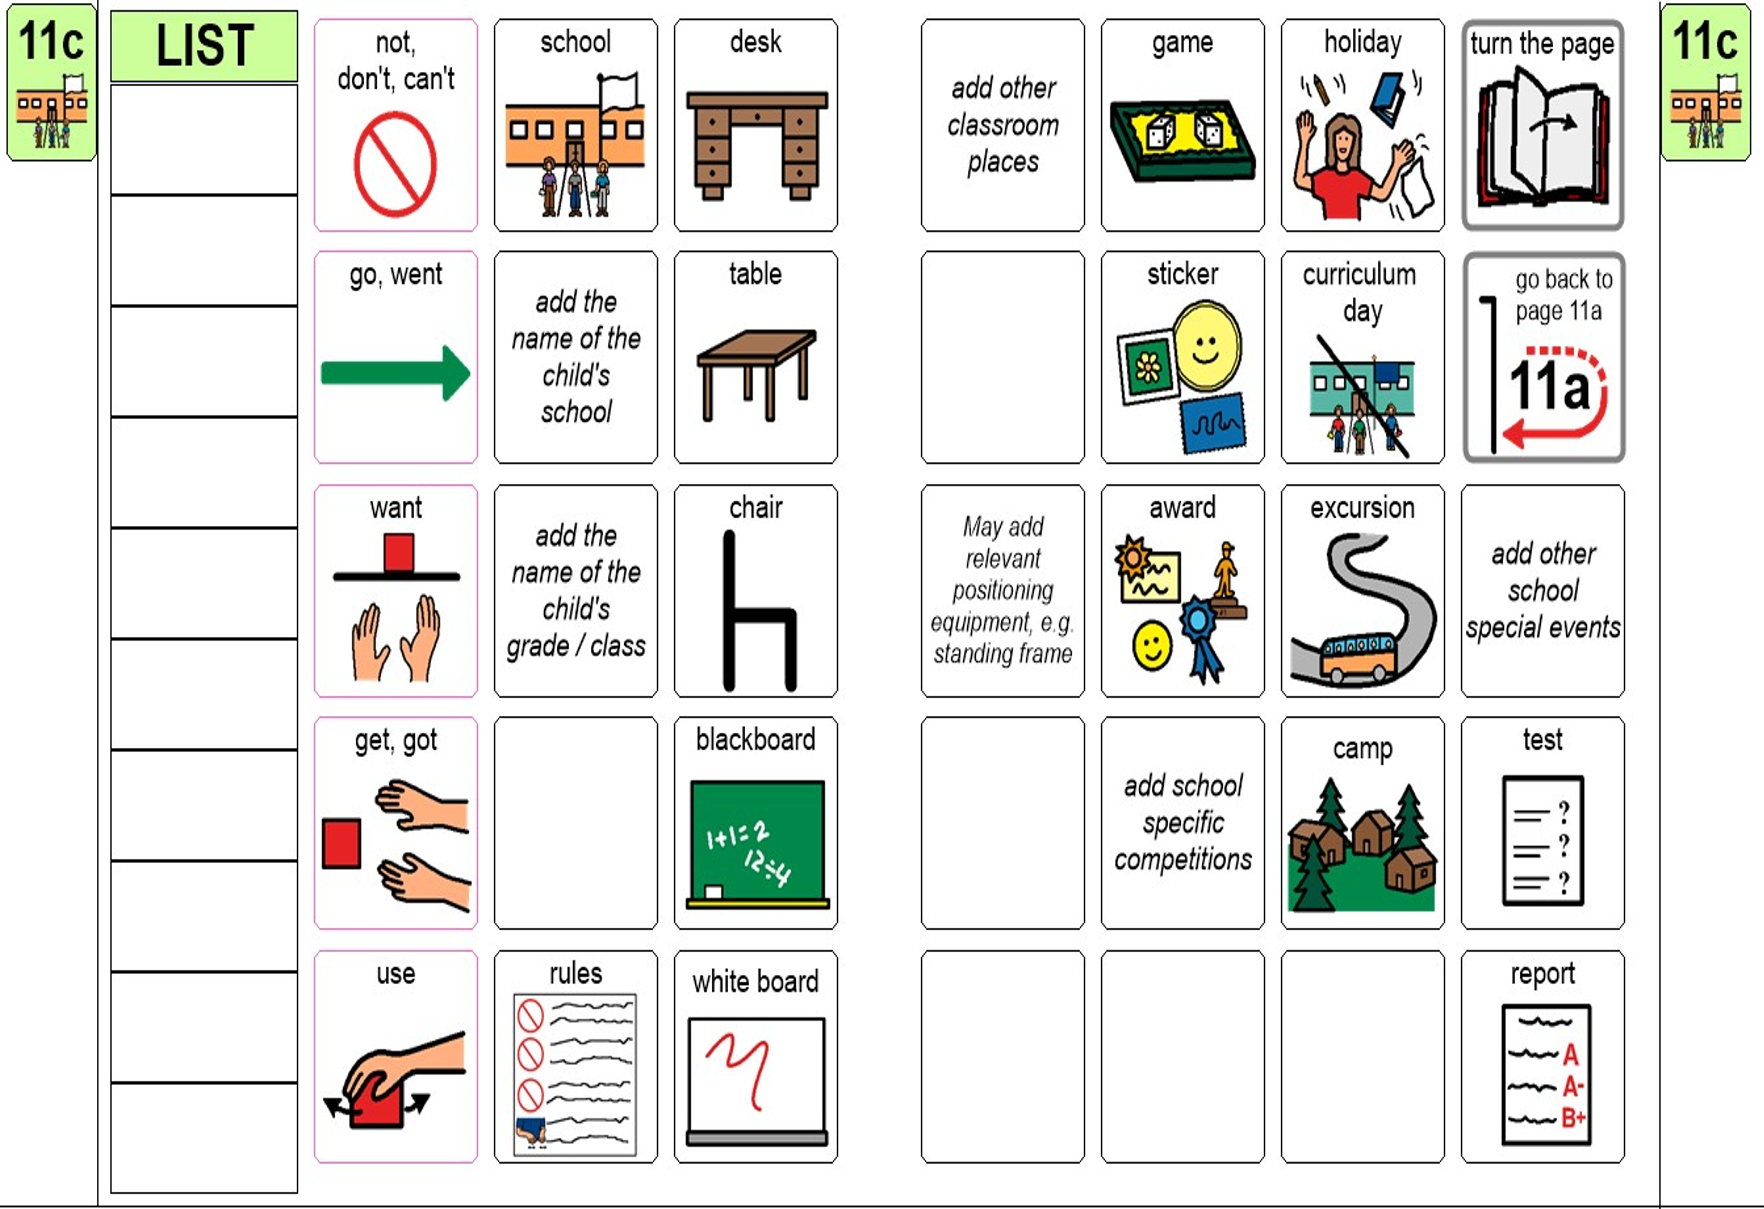 11c
LIST
not,
don't, can't
school
desk
add other
classroom
places
game
holiday
turn the page
11c
go, went
add the
name of the
child's
school
table
sticker
curriculum
day
go back to
page 11a
11a
want
add the
name of the
child's
grade / class
chair
May add
relevant
positioning
equipment, e.g.
standing frame
award
excursion
add other
school
special events
get, got
blackboard
1+1=2
12÷4
add school
specific
competitions
camp
test
?
?
?
use
rules
white board
report
A
A-
B+